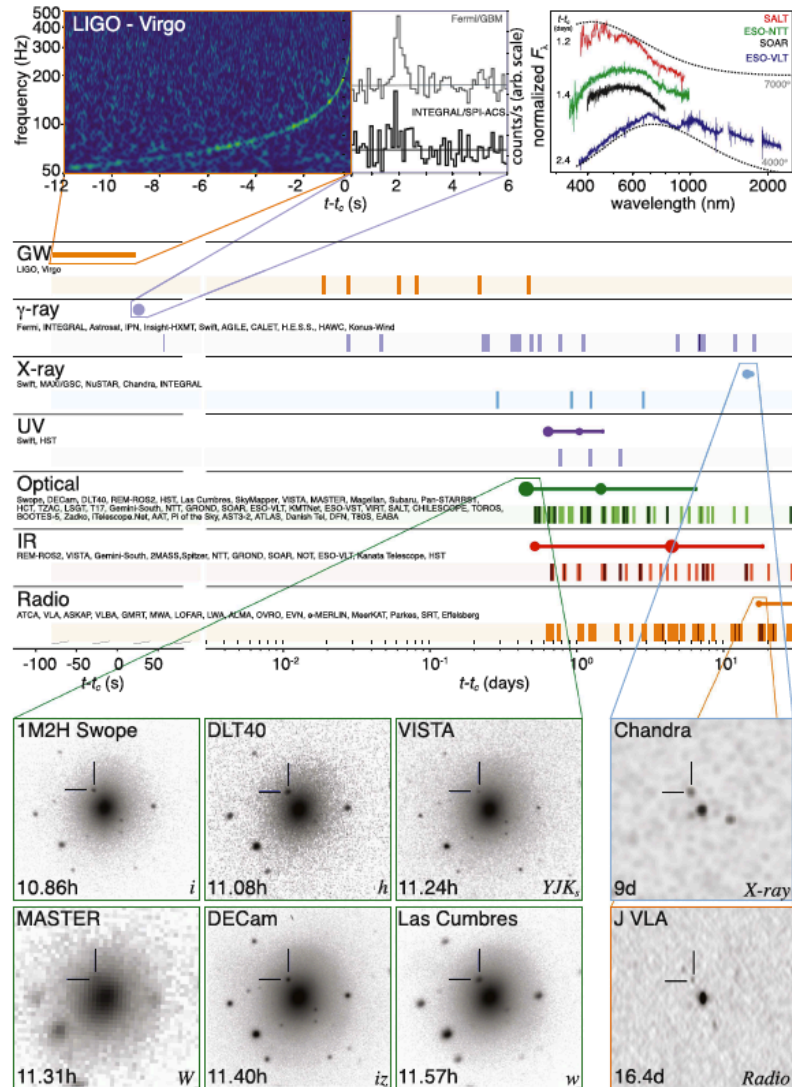 LIGO - Virgo
Fermi/GBM
INTEGRAL/SPI-ACS
frequency (Hz)
500
400
300
200
100
50
-12 -10 -8 -6 -4 -2 0 2 4 6
t-tc (s)
counts/s (arb. scale)
normalized Fλ
t-tc (days)
SALT
ESO-NTT
SOAR
ESO-VLT
1.2
7000°
1.4
2.4
4000°
400 600 1000 2000
wavelength (nm)
GW
LIGO, Virgo
γ-ray
Fermi, INTEGRAL, Astrosat, IPN, Insight-HXMT, Swift, AGILE, CALET, H.E.S.S., HAWC, Konus-Wind
X-ray
Swift, MAXI/GSC, NuSTAR, Chandra, INTEGRAL
UV
Swift, HST
Optical
Swope, DECam, DLT40, REM-ROS2, HST, Las Cumbres, SkyMapper, VISTA, MASTER, Magellan, Subaru, Pan-STARRS1,
HCT, TZAC, LSGT, T17, Gemini-South, NTT, GROND, SOAR, ESO-VLT, KMTNet, ESO-VST, VIRT, SALT, CHILESCOPE, TOROS,
BOOTES-5, Zadko, iTelescope.Net, AAT, PI of the Sky, AST3-2, ATLAS, Danish Tel, DFN, T80S, EABA
IR
REM-ROS2, VISTA, Gemini-South, 2MASS,Spitzer, NTT, GROND, SOAR, NOT, ESO-VLT, Kanata Telescope, HST
Radio
ATCA, VLA, ASKAP, VLBA, GMRT, MWA, LOFAR, LWA, ALMA, OVRO, EVN, e-MERLIN, MeerKAT, Parkes, SRT, Effelsberg
-100 -50 0 50 10⁻² 10⁻¹ 10⁰ 10¹
t-tc (s) t-tc (days)
1M2H Swope
10.86h i
DLT40
11.08h h
VISTA
11.24h YJKs
Chandra
9d X-ray
MASTER
11.31h W
DECam
11.40h iz
Las Cumbres
11.57h w
J VLA
16.4d Radio